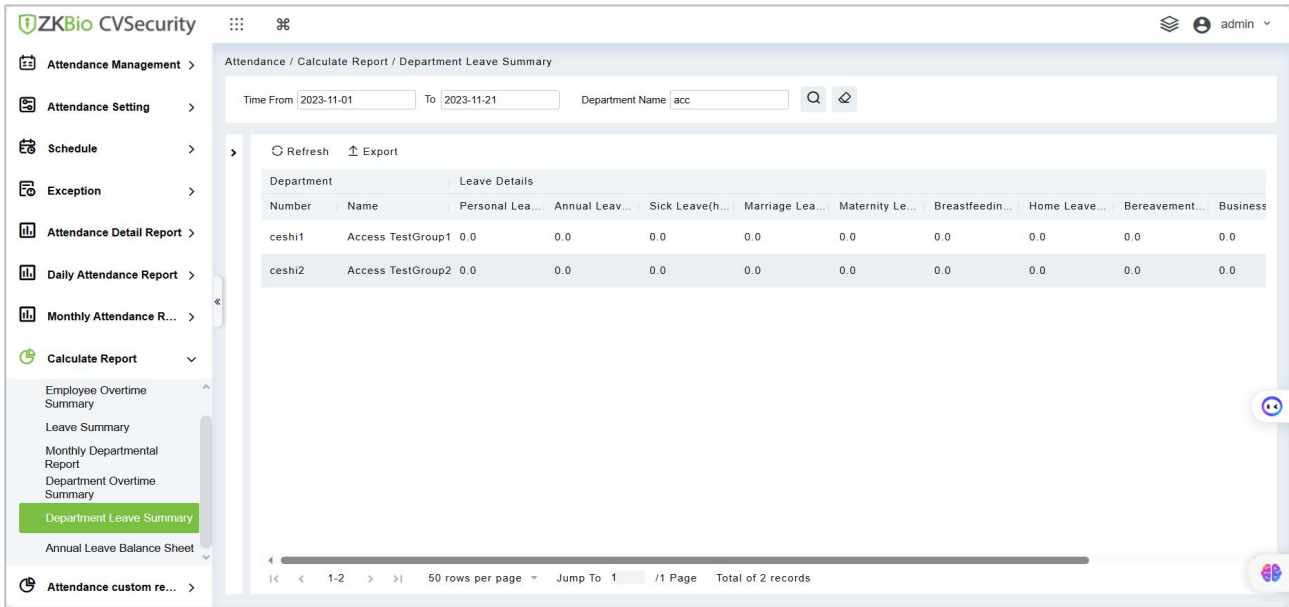 ZKBio CVSecurity
admin
Attendance Management
Attendance Setting
Schedule
Exception
Attendance Detail Report
Daily Attendance Report
Monthly Attendance R...
Calculate Report
Employee Overtime
Summary
Leave Summary
Monthly Departmental
Report
Department Overtime
Summary
Department Leave Summary
Annual Leave Balance Sheet
Attendance custom re...
Attendance / Calculate Report / Department Leave Summary
Time From 2023-11-01 To 2023-11-21 Department Name acc
Refresh Export
Department Leave Details
Number Name Personal Lea... Annual Leav... Sick Leave(h... Marriage Lea... Maternity Le... Breastfeedin... Home Leave... Bereavement... Business
ceshi1 Access TestGroup1 0.0 0.0 0.0 0.0 0.0 0.0 0.0 0.0 0.0
ceshi2 Access TestGroup2 0.0 0.0 0.0 0.0 0.0 0.0 0.0 0.0 0.0
1-2 50 rows per page Jump To 1 /1 Page Total of 2 records